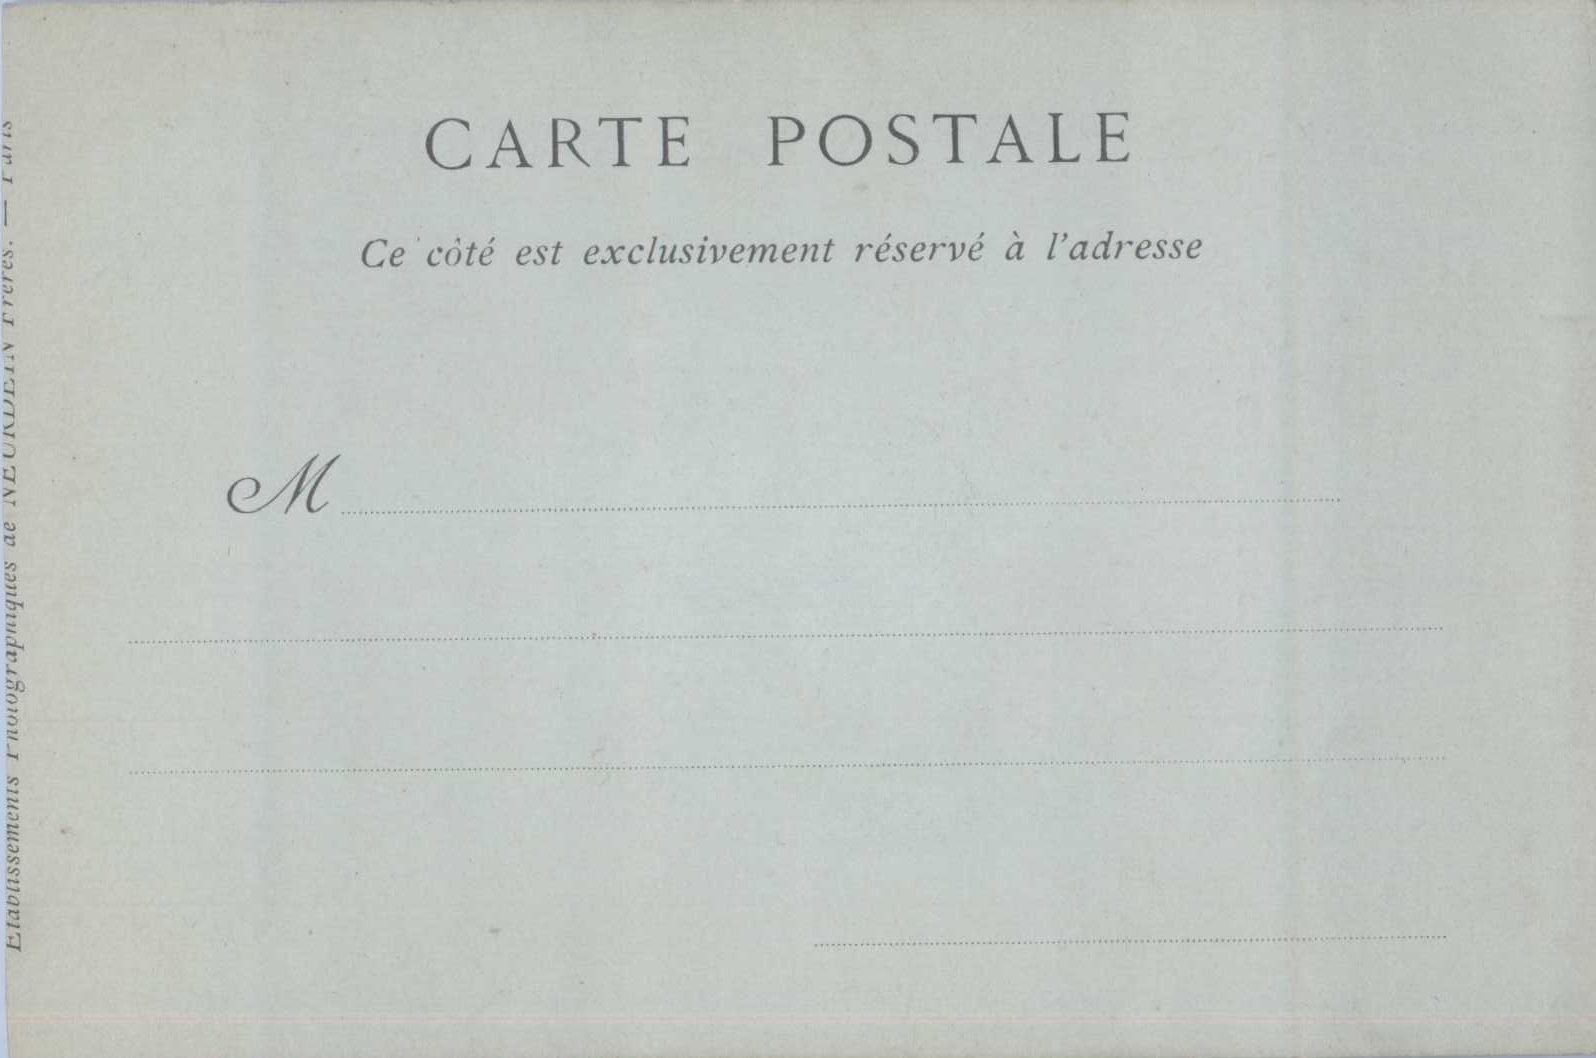 CARTE POSTALE
Ce côté est exclusivement réservé à l'adresse
M
Etablissements Photographiques de NEURDEIN Frères. — Paris